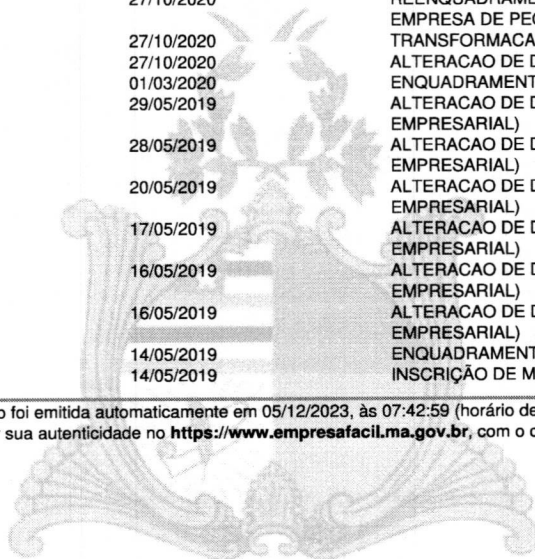 27/10/2020 REENQUADRAME
EMPRESA DE PEQ
27/10/2020 TRANSFORMACA
27/10/2020 ALTERACAO DE D
01/03/2020 ENQUADRAMENT
29/05/2019 ALTERACAO DE D
EMPRESARIAL)
28/05/2019 ALTERACAO DE D
EMPRESARIAL)
20/05/2019 ALTERACAO DE D
EMPRESARIAL)
17/05/2019 ALTERACAO DE D
EMPRESARIAL)
16/05/2019 ALTERACAO DE D
EMPRESARIAL)
16/05/2019 ALTERACAO DE D
EMPRESARIAL)
14/05/2019 ENQUADRAMENT
14/05/2019 INSCRIÇÃO DE M
o foi emitida automaticamente em 05/12/2023, às 07:42:59 (horário de
sua autenticidade no https://www.empresafacil.ma.gov.br, com o c